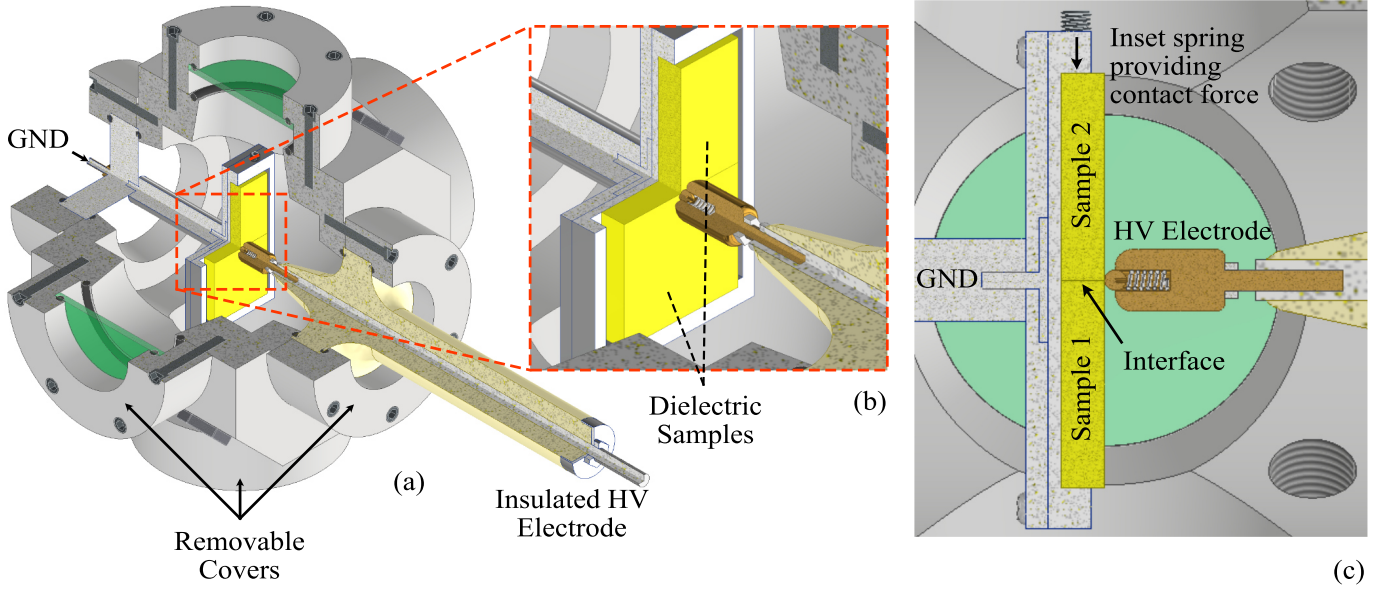 GND
(a)
Removable
Covers
Insulated HV
Electrode
Dielectric
Samples
(b)
Inset spring
providing
contact force
Sample 2
HV Electrode
GND
Interface
Sample 1
(c)